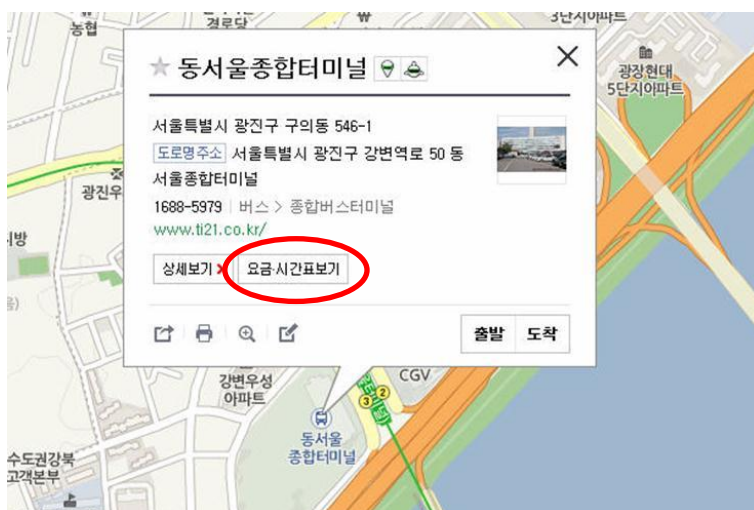 농협
경로당
3단지아파트
동서울종합터미널
광장현대
5단지아파트
서울특별시 광진구 구의동 546-1
도로명주소 서울특별시 광진구 강변역로 50 동
서울종합터미널
광진우
1688-5979 | 버스 > 종합버스터미널
www.ti21.co.kr/
상세보기 요금·시간표보기
출발 도착
강변우성
아파트
CGV
3 2
동서울
종합터미널
수도권강북
고객본부